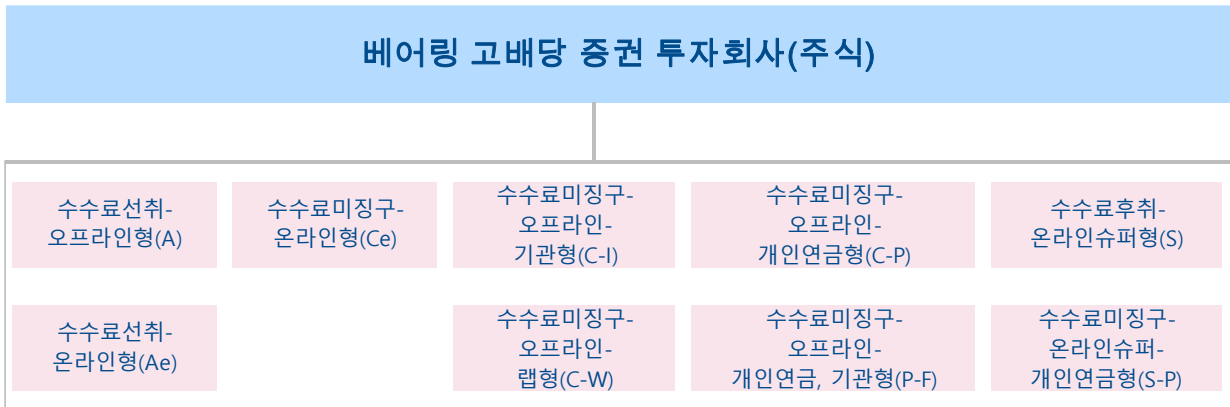 베어링 고배당 증권 투자회사(주식)
수수료선취-
오프라인형(A)
수수료미징구-
온라인형(Ce)
수수료미징구-
오프라인-
기관형(C-I)
수수료미징구-
오프라인-
개인연금형(C-P)
수수료후취-
온라인슈퍼형(S)
수수료선취-
온라인형(Ae)
수수료미징구-
오프라인-
랩형(C-W)
수수료미징구-
오프라인-
개인연금, 기관형(P-F)
수수료미징구-
온라인슈퍼-
개인연금형(S-P)